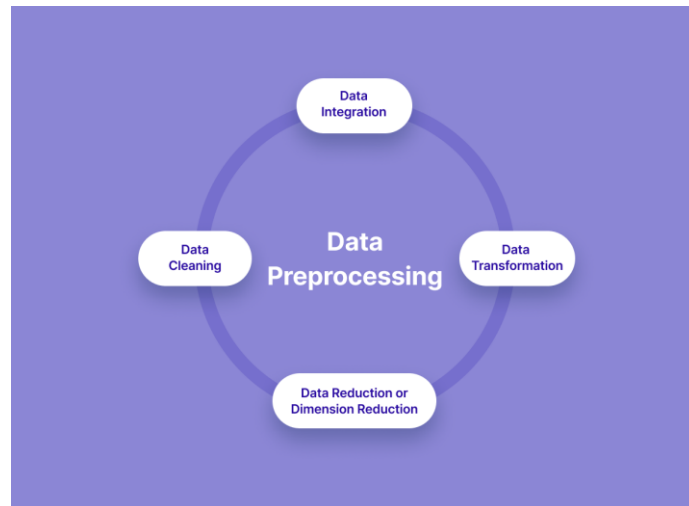 Data
Integration
Data
Cleaning
Data
Preprocessing
Data
Transformation
Data Reduction or
Dimension Reduction